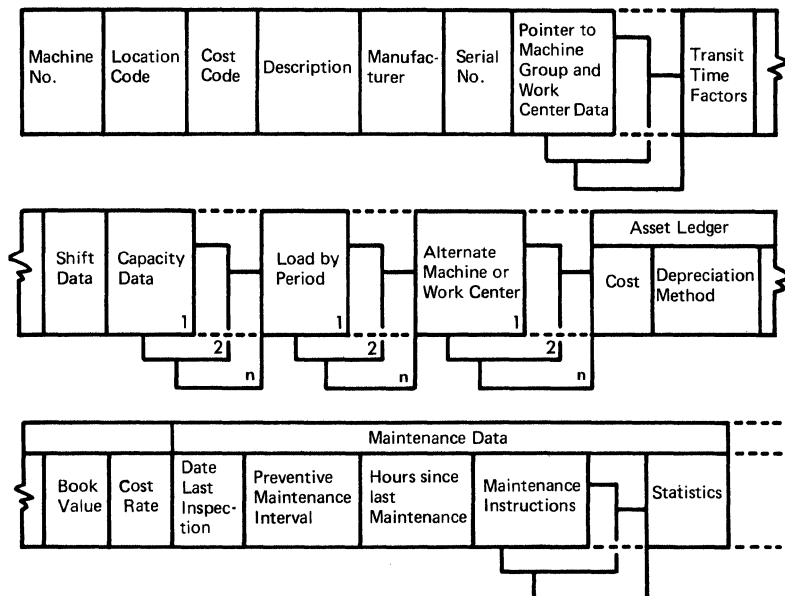 Machine
No.
Location
Code
Cost
Code
Description
Manufac-
turer
Serial
No.
Pointer to
Machine
Group and
Work
Center Data
Transit
Time
Factors
Shift
Data
Capacity
Data
1
2
n
Load by
Period
1
2
n
Alternate
Machine or
Work Center
1
2
n
Asset Ledger
Cost
Depreciation
Method
Maintenance Data
Book
Value
Cost
Rate
Date
Last
Inspec-
tion
Preventive
Maintenance
Interval
Hours since
last
Maintenance
Maintenance
Instructions
Statistics